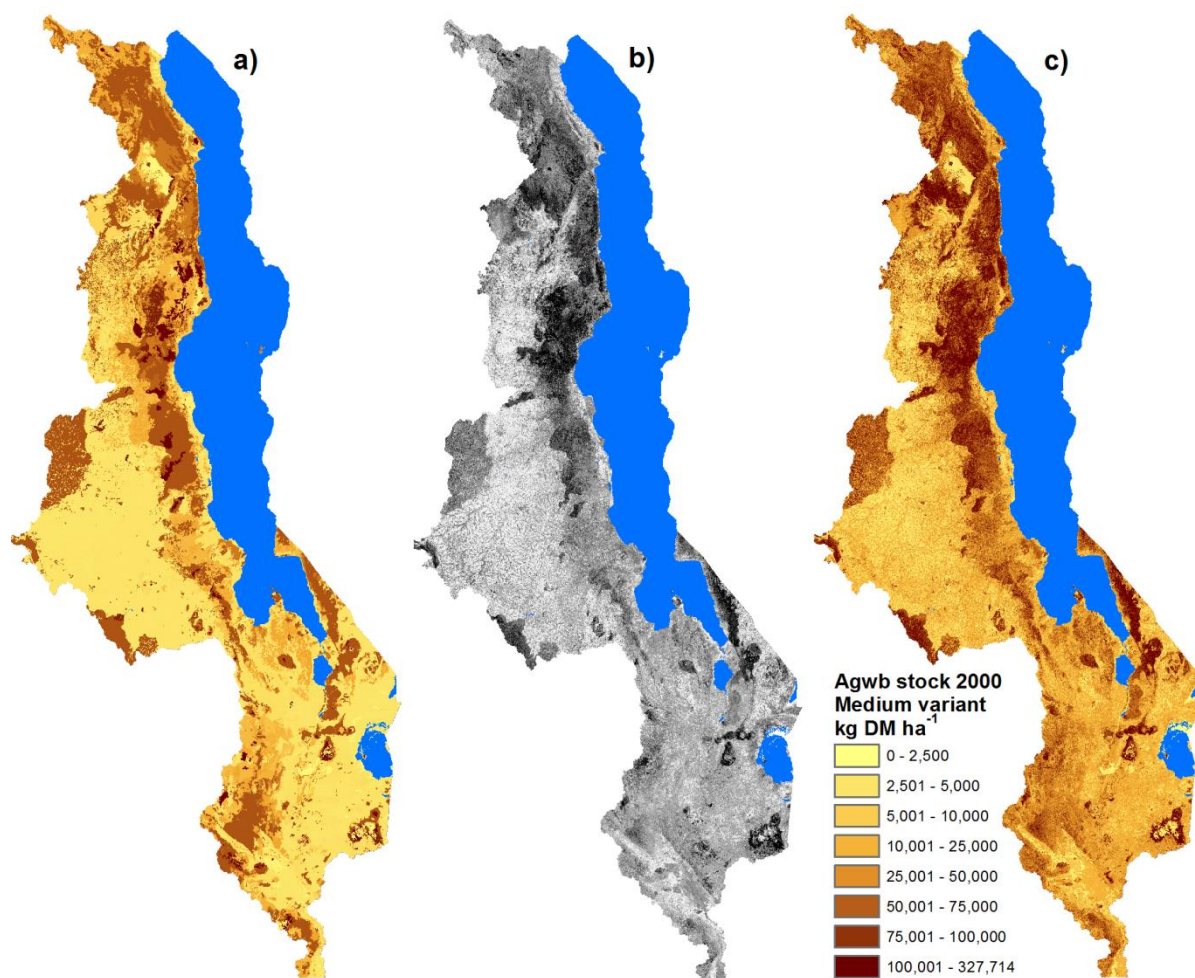 a)
b)
c)
Agwb stock 2000
Medium variant
kg DM ha⁻¹
0 - 2,500
2,501 - 5,000
5,001 - 10,000
10,001 - 25,000
25,001 - 50,000
50,001 - 75,000
75,001 - 100,000
100,001 - 327,714